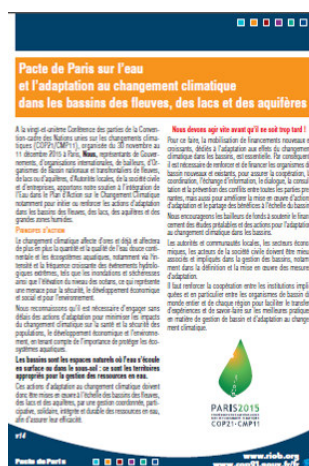 Pacte de Paris sur l'eau
et l'adaptation au changement climatique
dans les bassins des fleuves, des lacs et des aquifères
A la vingt-et-unième Conférence des parties de la Conven-
tion-cadre des Nations unies sur les changements clima-
tiques (COP21/CMP11), organisée du 30 novembre au
11 décembre 2015 à Paris, Nous, représentants de Gouver-
nements, d'organisations internationales, de bailleurs, d'Or-
ganismes de Bassin nationaux et transfrontaliers de fleuves,
de lacs ou d'aquifères, d'Autorités locales, de la société civile
et d'entreprises, apportons notre soutien à l'intégration de
l'eau dans le Plan d'Action sur le Changement Climatique
notamment pour initier ou renforcer les actions d'adaptation
dans les bassins des fleuves, des lacs, des aquifères et des
grandes zones humides.
PRINCIPES D'ACTION
Le changement climatique affecte d'ores et déjà et affectera
de plus en plus la quantité et la qualité de l'eau douce conti-
nentale et les écosystèmes aquatiques, notamment via l'in-
tensité et la fréquence croissante des événements hydrolo-
giques extrêmes, tels que les inondations et sécheresses
ainsi que l'élévation du niveau des océans, ce qui représente
une menace pour la sécurité, le développement économique
et social et pour l'environnement.
Nous reconnaissons qu'il est nécessaire d'engager sans
délais des actions d'adaptation pour minimiser les impacts
du changement climatique sur la santé et la sécurité des
populations, le développement économique et l'environne-
ment, en tenant compte de l'importance de protéger les éco-
systèmes aquatiques.
Les bassins sont les espaces naturels où l'eau s'écoule
en surface ou dans le sous-sol : ce sont les territoires
appropriés pour la gestion des ressources en eau.
Ces actions d'adaptation au changement climatique doivent
donc être mises en œuvre à l'échelle des bassins des fleuves,
des lacs et des aquifères, par une gestion coordonnée, parti-
cipative, solidaire, intégrée et durable des ressources en eau,
afin d'assurer leur efficacité.
Nous devons agir vite avant qu'il ne soit trop tard !
Pour ce faire, la mobilisation de financements nouveaux e
croissants, dédiés à l'adaptation aux effets du changemen
climatique dans les bassins, est essentielle. Par conséquen
il est nécessaire de renforcer et de financer les organismes d
bassin nouveaux et existants, pour assurer la coopération, l
coordination, l'échange d'information, le dialogue, la consul
tation et la prévention des conflits entre toutes les parties pre
nantes, mais aussi pour améliorer la mise en œuvre d'action
d'adaptation et le partage des bénéfices à l'échelle du bassin
Nous encourageons les bailleurs de fonds à soutenir le finan
cement des études préalables et des actions pour l'adaptatio
au changement climatique dans les bassins.
Les autorités et communautés locales, les secteurs écono
miques, les acteurs de la société civile doivent être mieu
associés et impliqués dans la gestion des bassins, notam
ment dans la définition et la mise en œuvre des mesure
d'adaptation.
Il faut renforcer la coopération entre les institutions impli
quées et en particulier entre les organismes de bassin d
monde entier et de chaque région pour faciliter le transfe
d'expériences et de savoir-faire sur les meilleures pratique
en matière de gestion de bassin et d'adaptation au change
ment climatique.
PARIS2015
COP21·CMP11
v14
Pacte de Paris
www.riob.org
www.cop21.gouv.fr/fr